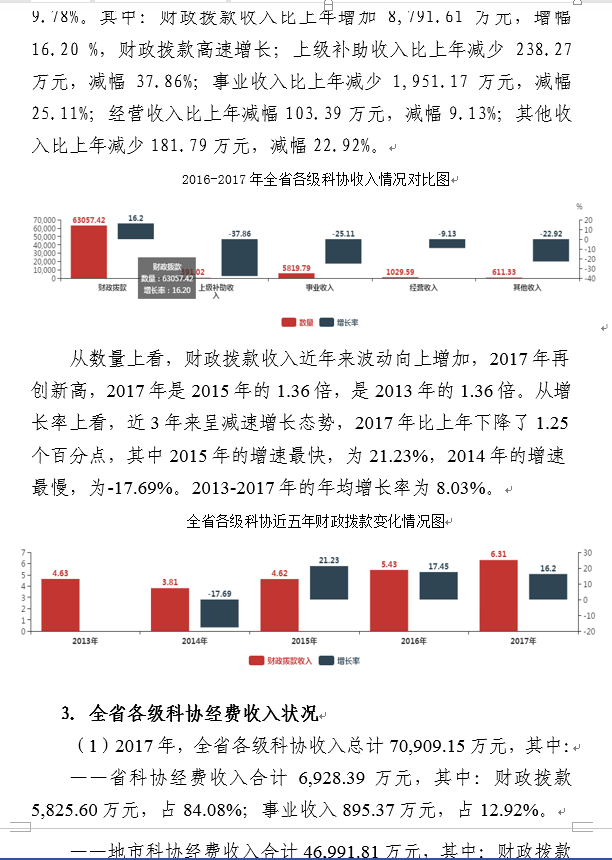 9.78%。其中：财政拨款收入比上年增加 8,791.61 万元，增幅
16.20 %，财政拨款高速增长；上级补助收入比上年减少 238.27
万元，减幅 37.86%；事业收入比上年减少 1,951.17 万元，减幅
25.11%；经营收入比上年减幅 103.39 万元，减幅 9.13%；其他收
入比上年减少 181.79 万元，减幅 22.92%。
2016-2017 年全省各级科协收入情况对比图
%
70,000
60,000
50,000
40,000
30,000
20,000
10,000
0
63057.42
16.2
-37.86
5819.79
-25.11
1029.59
-9.13
611.33
-22.92
20
10
0
-10
-20
-30
-40
财政拨款
数量：63057.42
增长率：16.20
财政拨款
上级补助收
入
事业收入
经营收入
其他收入
数量
增长率
从数量上看，财政拨款收入近年来波动向上增加，2017 年再
创新高，2017 年是 2015 年的 1.36 倍，是 2013 年的 1.36 倍。从增
长率上看，近 3 年来呈减速增长态势，2017 年比上年下降了 1.25
个百分点，其中 2015 年的增速最快，为 21.23%，2014 年的增速
最慢，为-17.69%。2013-2017 年的年均增长率为 8.03%。
全省各级科协近五年财政拨款变化情况图
7
6
5
4
3
2
1
0
4.63
3.81
-17.69
4.62
21.23
5.43
17.45
6.31
16.2
30
20
10
0
-10
-20
2013年
2014年
2015年
2016年
2017年
财政拨款收入
增长率
3. 全省各级科协经费收入状况
（1）2017 年，全省各级科协收入总计 70,909.15 万元，其中：
——省科协经费收入合计 6,928.39 万元，其中：财政拨款
5,825.60 万元，占 84.08%；事业收入 895.37 万元，占 12.92%。
——地市科协经费收入合计 46,991.81 万元，其中：财政拨款